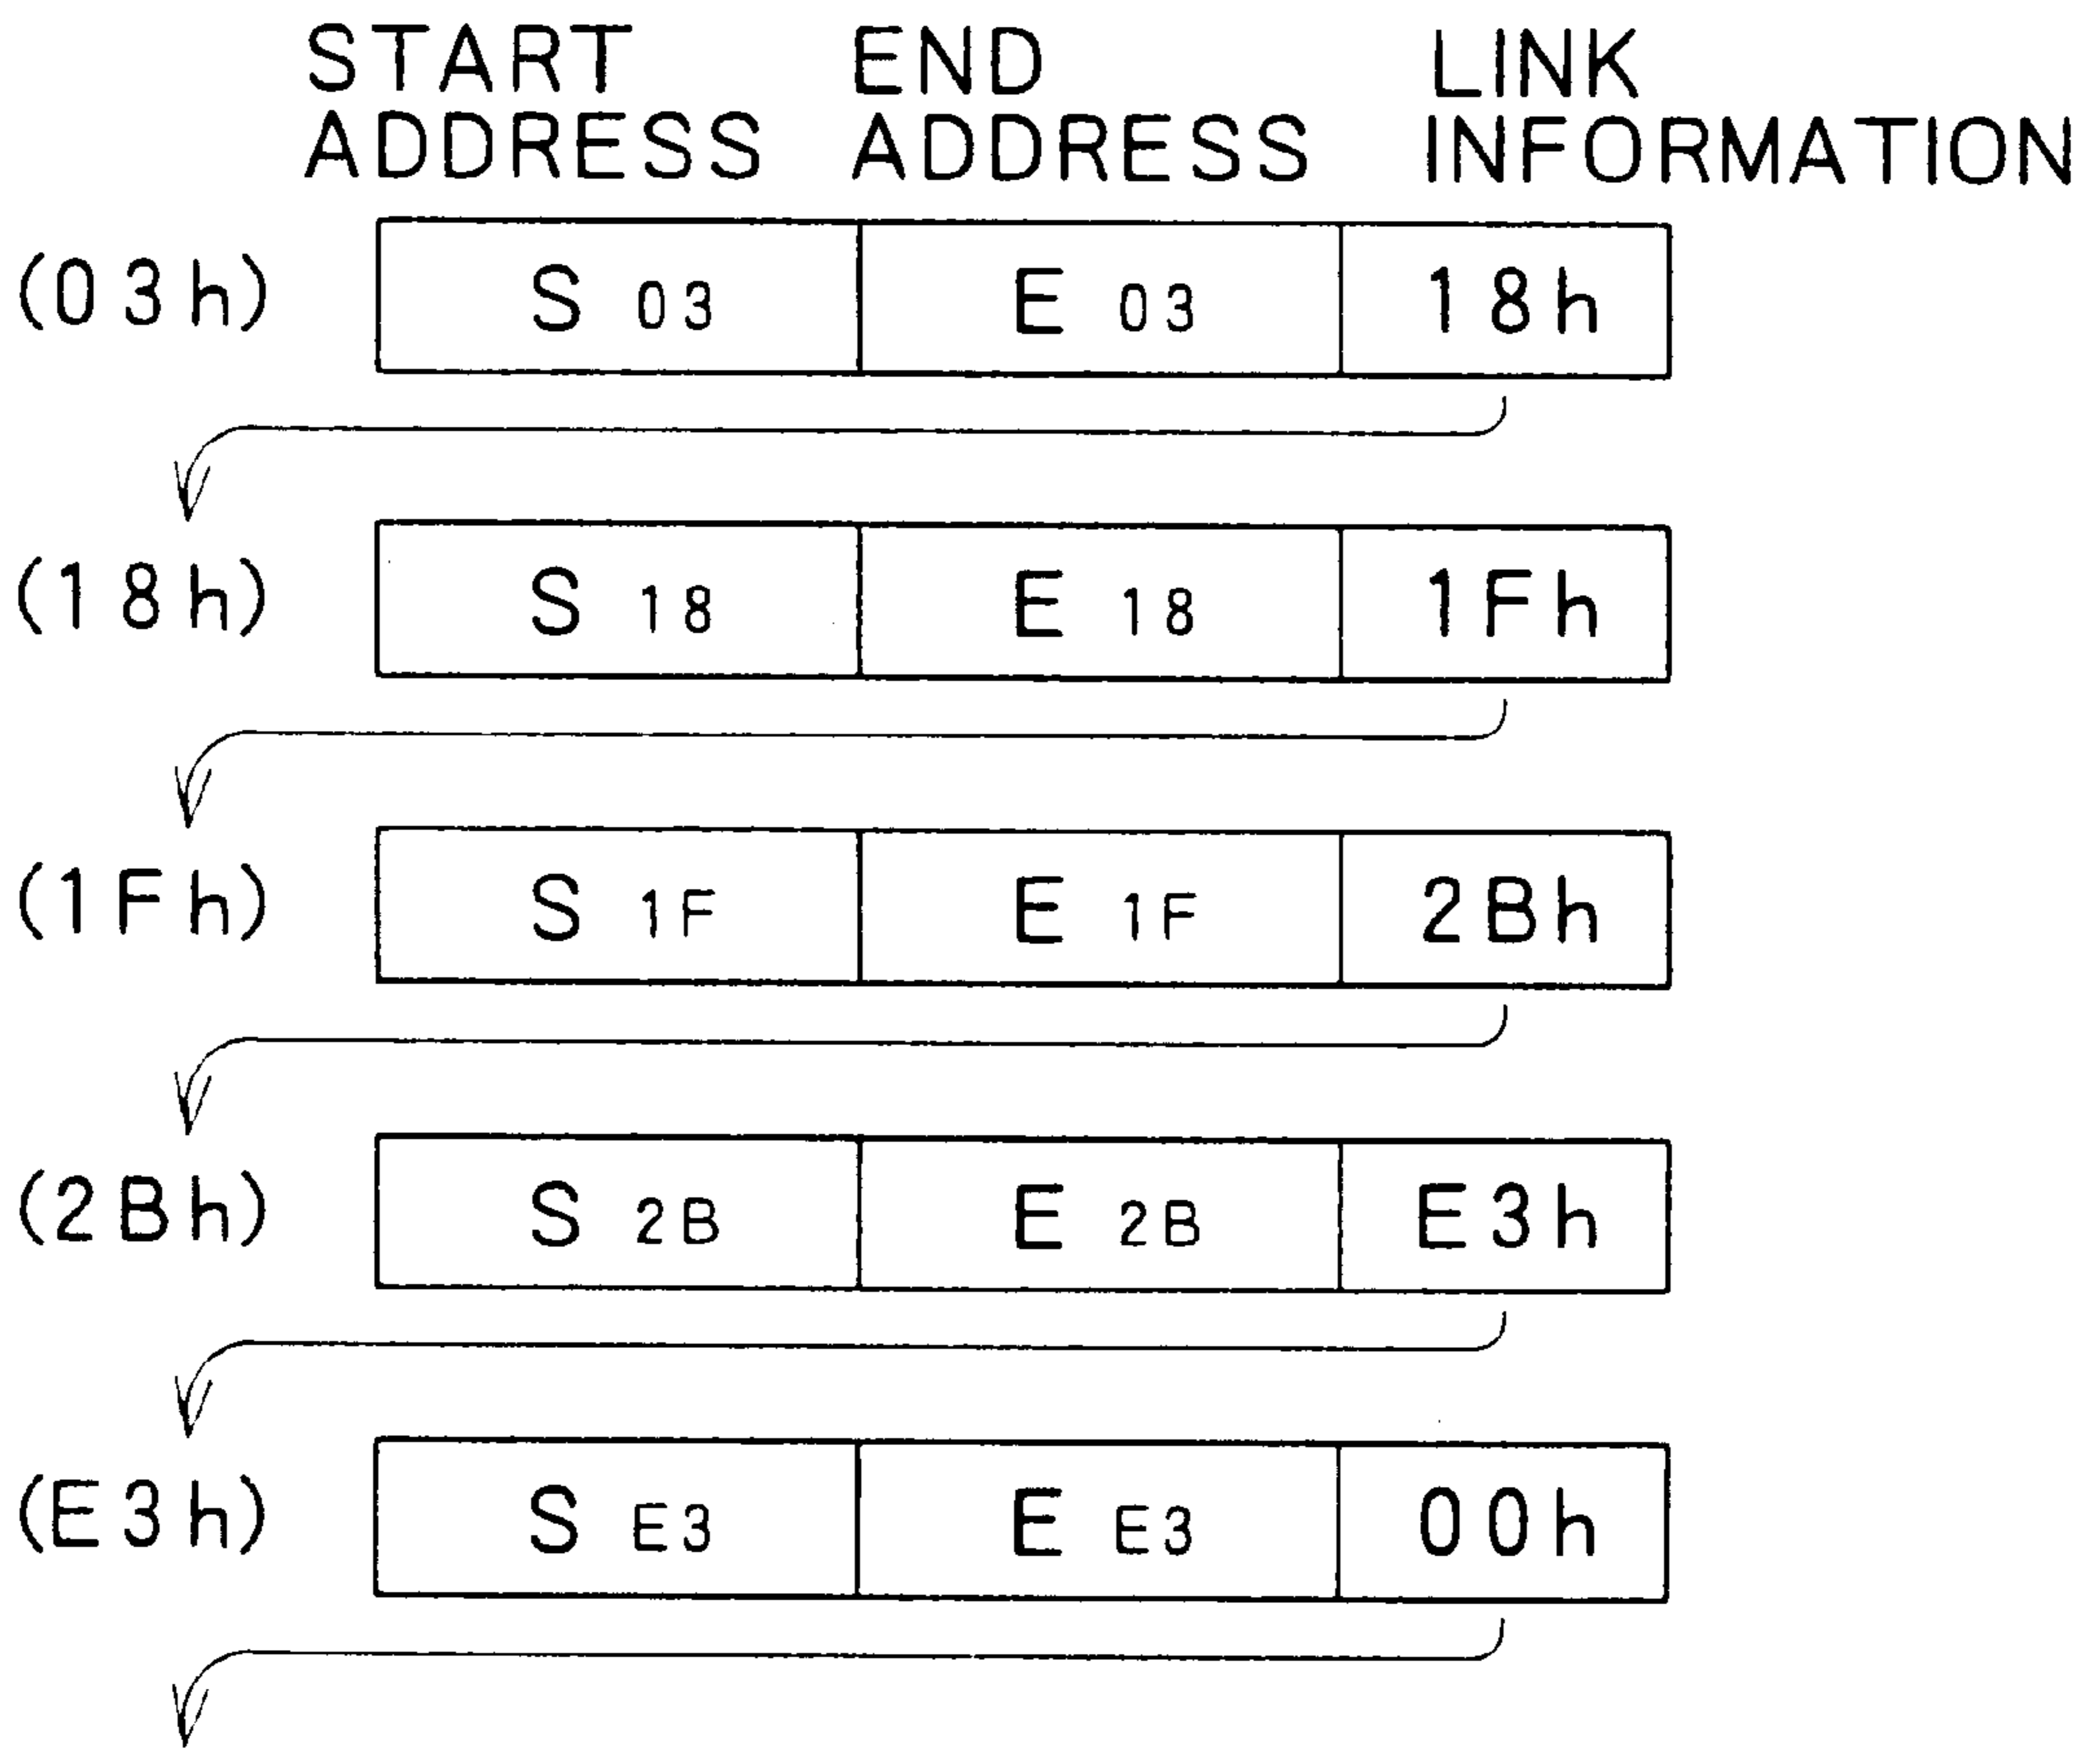 START END LINK
ADDRESS ADDRESS INFORMATION
(03h) S 03 E 03 18h
(18h) S 18 E 18 1Fh
(1Fh) S 1F E 1F 2Bh
(2Bh) S 2B E 2B E3h
(E3h) S E3 E E3 00h